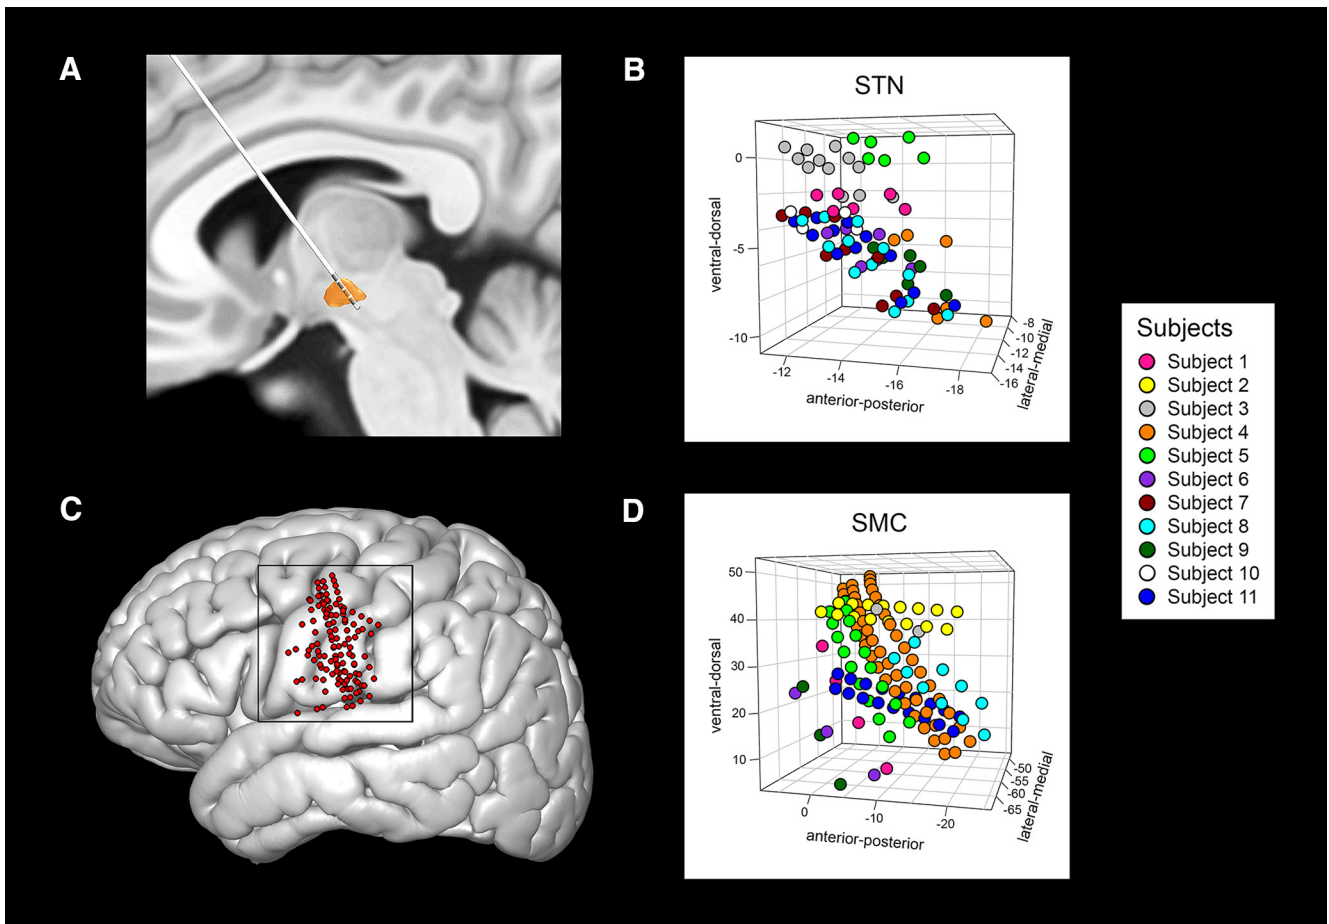 A
B
STN
0
-5
-10
ventral-dorsal
-12
-14
-16
-18
anterior-posterior
-8
-10
-12
-14
-16
lateral-medial
Subjects
Subject 1
Subject 2
Subject 3
Subject 4
Subject 5
Subject 6
Subject 7
Subject 8
Subject 9
Subject 10
Subject 11
C
D
SMC
50
40
30
20
10
ventral-dorsal
0
-10
-20
anterior-posterior
-50
-55
-60
-65
lateral-medial